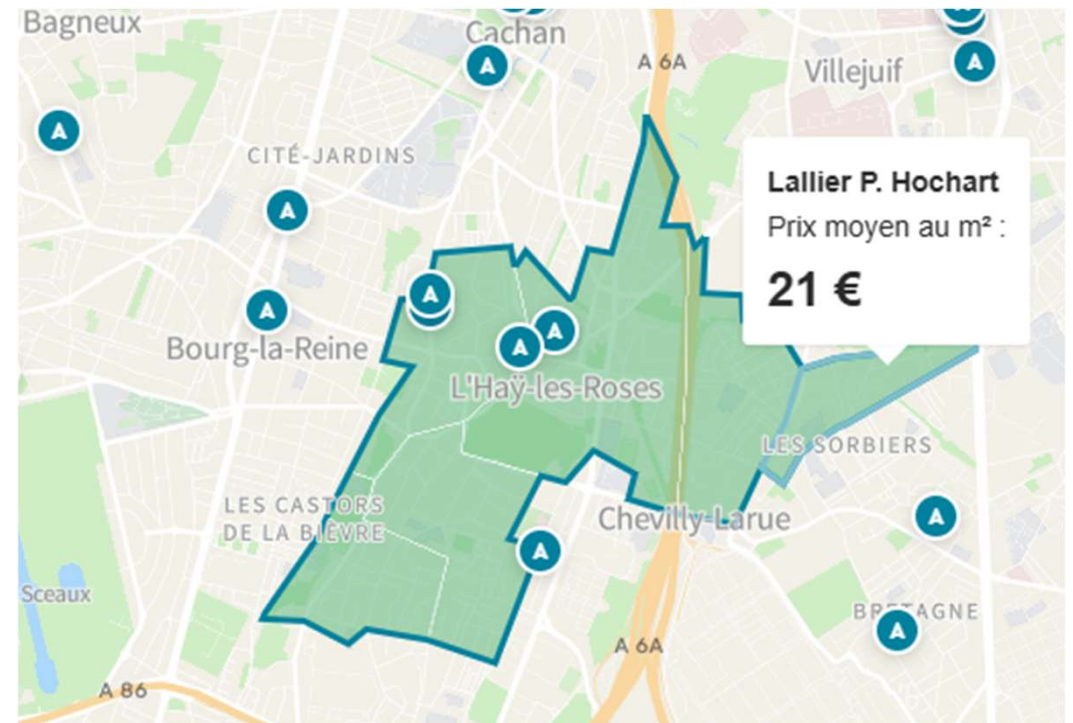 Bagneux
Cachan
A 6A
Villejuif
A
A
A
CITÉ-JARDINS
A
Lallier P. Hochart
Prix moyen au m² :
21 €
A
A
A
A
Bourg-la-Reine
L'Haÿ-les-Roses
LES SORBIERS
LES CASTORS
DE LA BIÈVRE
Chevilly-Larue
A
A
Sceaux
BRETAGNE
A
A 6A
A 86